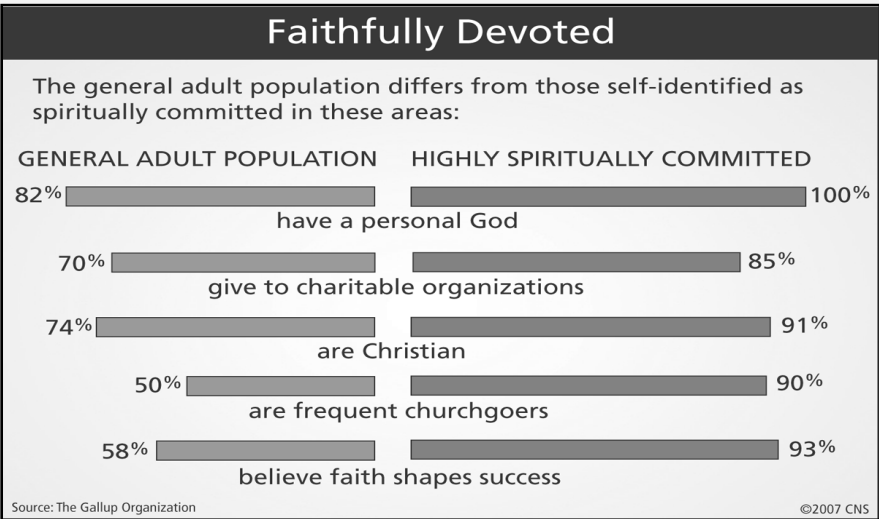 Faithfully Devoted
The general adult population differs from those self-identified as
spiritually committed in these areas:
GENERAL ADULT POPULATION HIGHLY SPIRITUALLY COMMITTED
82% 100%
have a personal God
70% 85%
give to charitable organizations
74% 91%
are Christian
50% 90%
are frequent churchgoers
58% 93%
believe faith shapes success
Source: The Gallup Organization ©2007 CNS